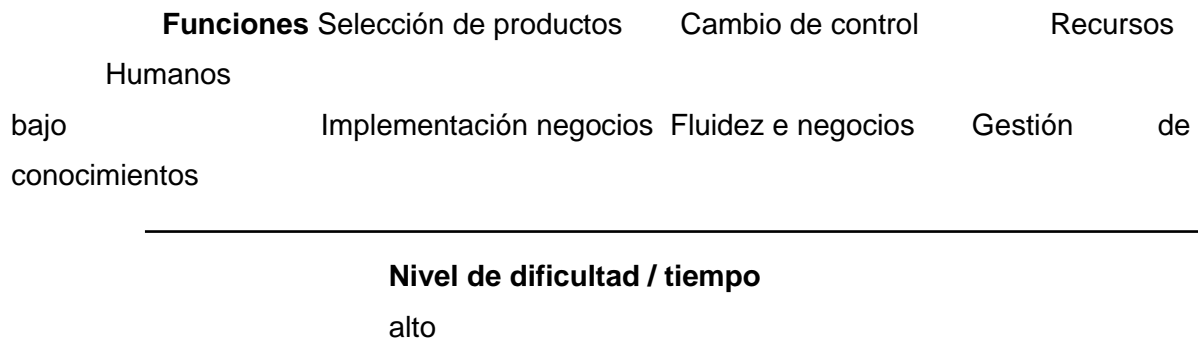 Funciones Selección de productos Cambio de control Recursos
Humanos
bajo Implementación negocios Fluidez e negocios Gestión de
conocimientos
Nivel de dificultad / tiempo
alto